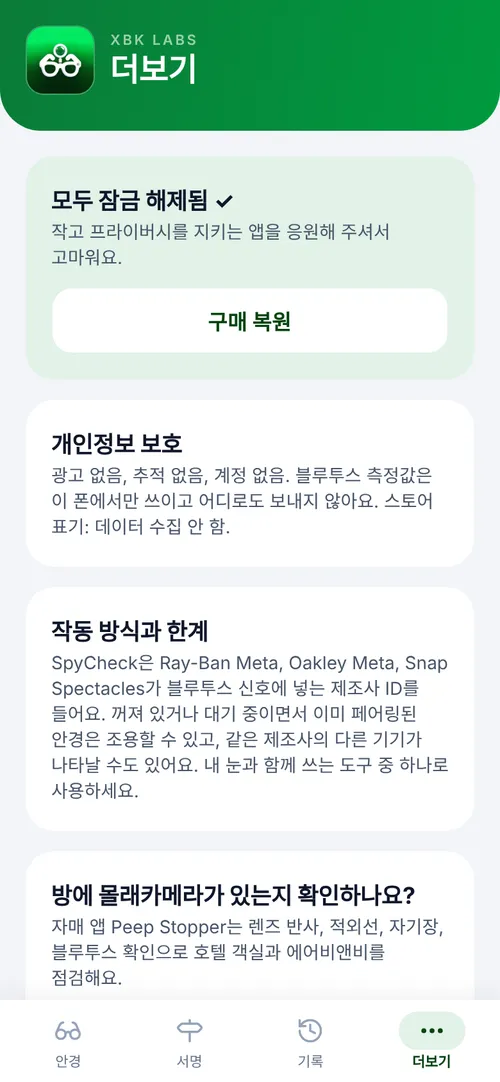 XBK LABS
더보기
모두 잠금 해제됨 ✓
작고 프라이버시를 지키는 앱을 응원해 주셔서
고마워요.
구매 복원
개인정보 보호
광고 없음, 추적 없음, 계정 없음. 블루투스 측정값은
이 폰에서만 쓰이고 어디로도 보내지 않아요. 스토어
표기: 데이터 수집 안 함.
작동 방식과 한계
SpyCheck은 Ray-Ban Meta, Oakley Meta, Snap
Spectacles가 블루투스 신호에 넣는 제조사 ID를
들어요. 꺼져 있거나 대기 중이면서 이미 페어링된
안경은 조용할 수 있고, 같은 제조사의 다른 기기가
나타날 수도 있어요. 내 눈과 함께 쓰는 도구 중 하나로
사용하세요.
방에 몰래카메라가 있는지 확인하나요?
자매 앱 Peep Stopper는 렌즈 반사, 적외선, 자기장,
블루투스 확인으로 호텔 객실과 에어비앤비를
점검해요.
안경
서명
기록
더보기